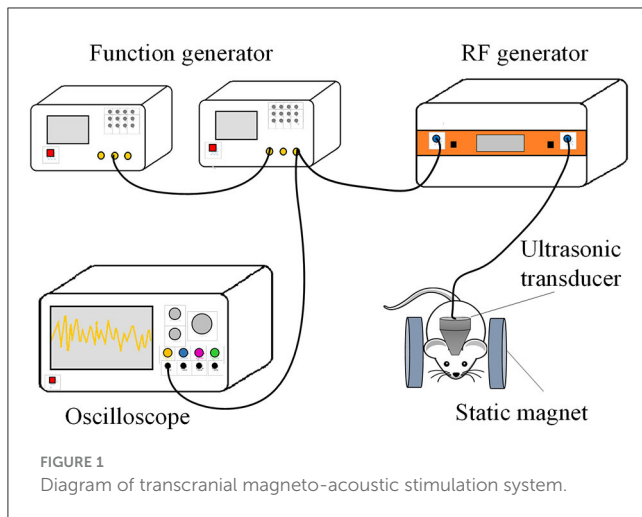 Function generator
RF generator
Ultrasonic
transducer
Oscilloscope
Static magnet
FIGURE 1
Diagram of transcranial magneto-acoustic stimulation system.